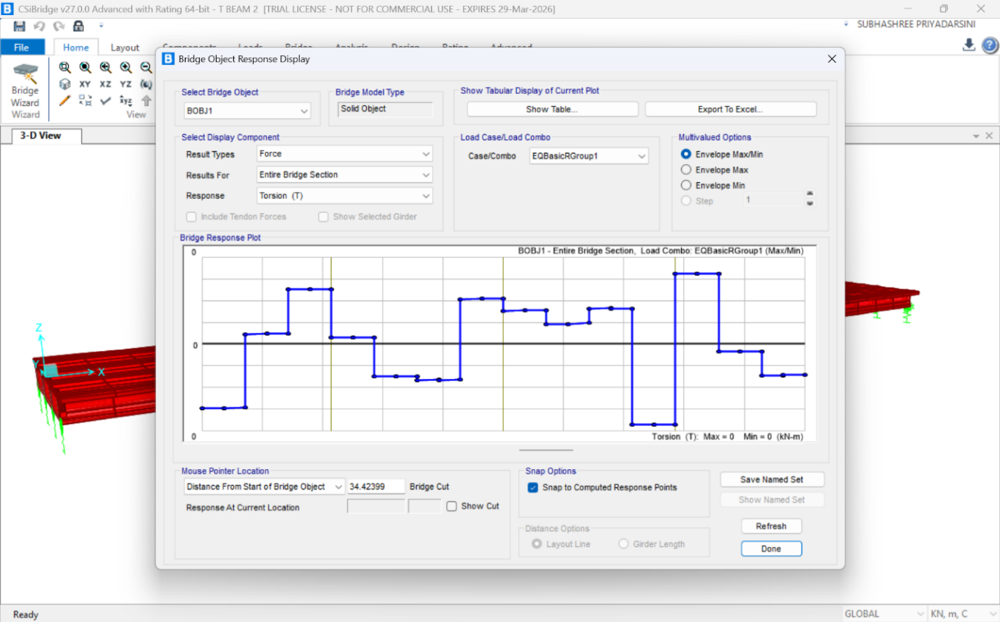 CSiBridge v27.0.0 Advanced with Rating 64-bit - T BEAM 2 [TRIAL LICENSE - NOT FOR COMMERCIAL USE - EXPIRES 29-Mar-2026]
SUBHASHREE PRIYADARSINI
File Home Layout
Bridge Wizard
Wizard
XY XZ YZ
xyz
View
3-D View
Z
Y
X
Bridge Object Response Display
Select Bridge Object
BOBJ1
Bridge Model Type
Solid Object
Show Tabular Display of Current Plot
Show Table... Export To Excel...
Select Display Component
Result Types Force
Results For Entire Bridge Section
Response Torsion (T)
Include Tendon Forces Show Selected Girder
Load Case/Load Combo
Case/Combo EQBasicRGroup1
Multivalued Options
Envelope Max/Min
Envelope Max
Envelope Min
Step 1
Bridge Response Plot
0 BOBJ1 - Entire Bridge Section, Load Combo: EQBasicRGroup1 (Max/Min)
0
0 Torsion (T): Max = 0 Min = 0 (kN-m)
Mouse Pointer Location
Distance From Start of Bridge Object 34.42399 Bridge Cut
Response At Current Location Show Cut
Snap Options
Snap to Computed Response Points
Distance Options
Layout Line Girder Length
Save Named Set
Show Named Set
Refresh
Done
Ready GLOBAL KN, m, C